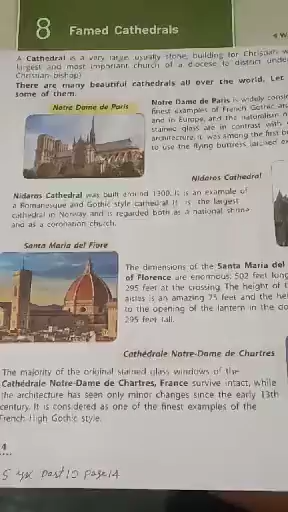 8 Famed Cathedrals
A Cathedral is a very large, usually stone, building for Christian
largest and most important church of a diocese (a district under
Christian bishop)
There are many beautiful cathedrals all over the world. Let
some of them.
Notre Dame de Paris
Notre Dame de Paris is widely consi
finest examples of French Gothic arc
and in Europe, and the naturalism
stained glass are in contrast with
architecture. It was among the first b
to use the flying buttress (arched
Nidaros Cathedral
Nidaros Cathedral was built around 1300. It is an example of
a Romanesque and Gothic style cathedral. It is the largest
cathedral in Norway and is regarded both as a national shrine
and as a coronation church.
Santa Maria del Fiore
The dimensions of the Santa Maria del
of Florence are enormous: 502 feet long
295 feet at the crossing. The height of t
aisles is an amazing 75 feet and the hei
to the opening of the lantern in the do
295 feet tall.
Cathédrale Notre-Dame de Chartres
The majority of the original stained glass windows of the
Cathédrale Notre-Dame de Chartres, France survive intact, while
the architecture has seen only minor changes since the early 13th
century. It is considered as one of the finest examples of the
French High Gothic style.
4
5 page 14